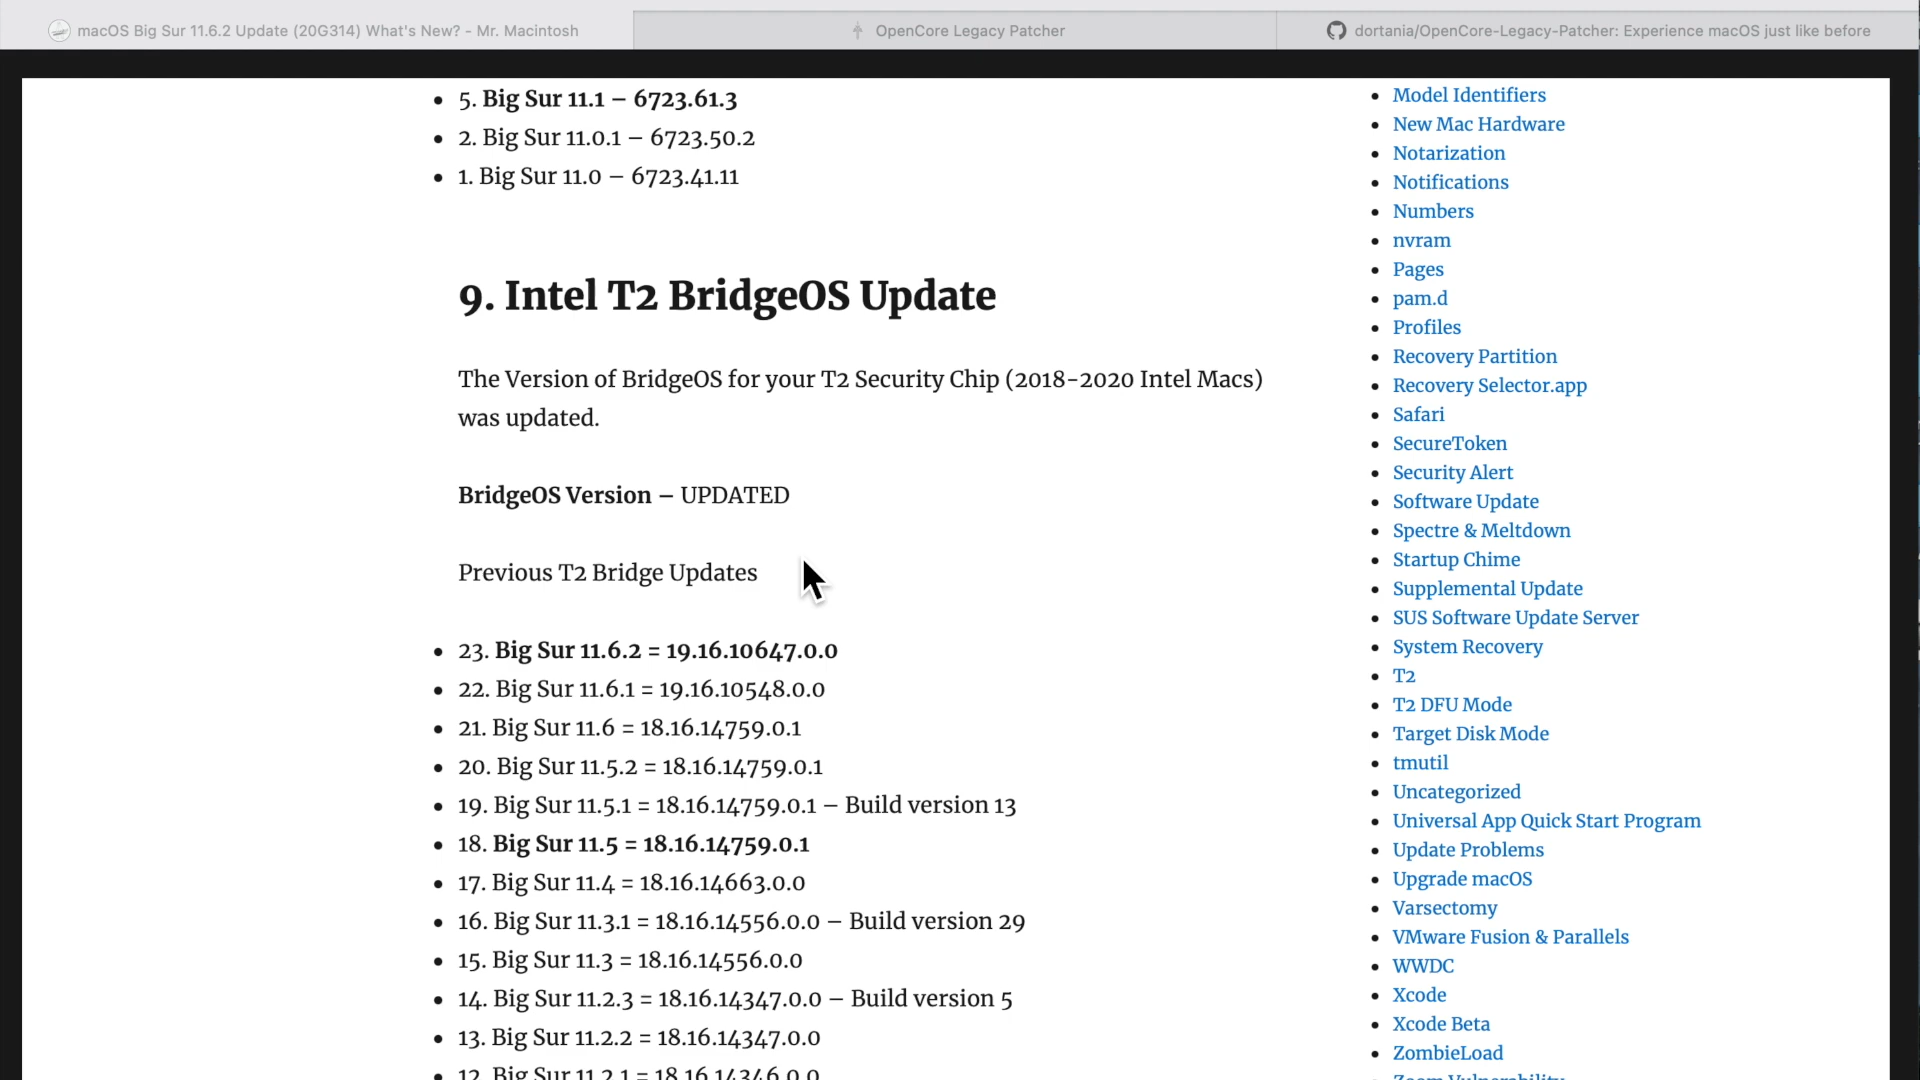 macOS Big Sur 11.6.2 Update (20G314) What's New? - Mr. Macintosh
OpenCore Legacy Patcher
dortania/OpenCore-Legacy-Patcher: Experience macOS just like before
5. Big Sur 11.1 – 6723.61.3
2. Big Sur 11.0.1 – 6723.50.2
1. Big Sur 11.0 – 6723.41.11
9. Intel T2 BridgeOS Update
The Version of BridgeOS for your T2 Security Chip (2018-2020 Intel Macs)
was updated.
BridgeOS Version – UPDATED
Previous T2 Bridge Updates
23. Big Sur 11.6.2 = 19.16.10647.0.0
22. Big Sur 11.6.1 = 19.16.10548.0.0
21. Big Sur 11.6 = 18.16.14759.0.1
20. Big Sur 11.5.2 = 18.16.14759.0.1
19. Big Sur 11.5.1 = 18.16.14759.0.1 – Build version 13
18. Big Sur 11.5 = 18.16.14759.0.1
17. Big Sur 11.4 = 18.16.14663.0.0
16. Big Sur 11.3.1 = 18.16.14556.0.0 – Build version 29
15. Big Sur 11.3 = 18.16.14556.0.0
14. Big Sur 11.2.3 = 18.16.14347.0.0 – Build version 5
13. Big Sur 11.2.2 = 18.16.14347.0.0
12. Big Sur 11.2.1 = 18.16.14346.0.0
Model Identifiers
New Mac Hardware
Notarization
Notifications
Numbers
nvram
Pages
pam.d
Profiles
Recovery Partition
Recovery Selector.app
Safari
SecureToken
Security Alert
Software Update
Spectre & Meltdown
Startup Chime
Supplemental Update
SUS Software Update Server
System Recovery
T2
T2 DFU Mode
Target Disk Mode
tmutil
Uncategorized
Universal App Quick Start Program
Update Problems
Upgrade macOS
Varsectomy
VMware Fusion & Parallels
WWDC
Xcode
Xcode Beta
ZombieLoad
Zoom Vulnerability